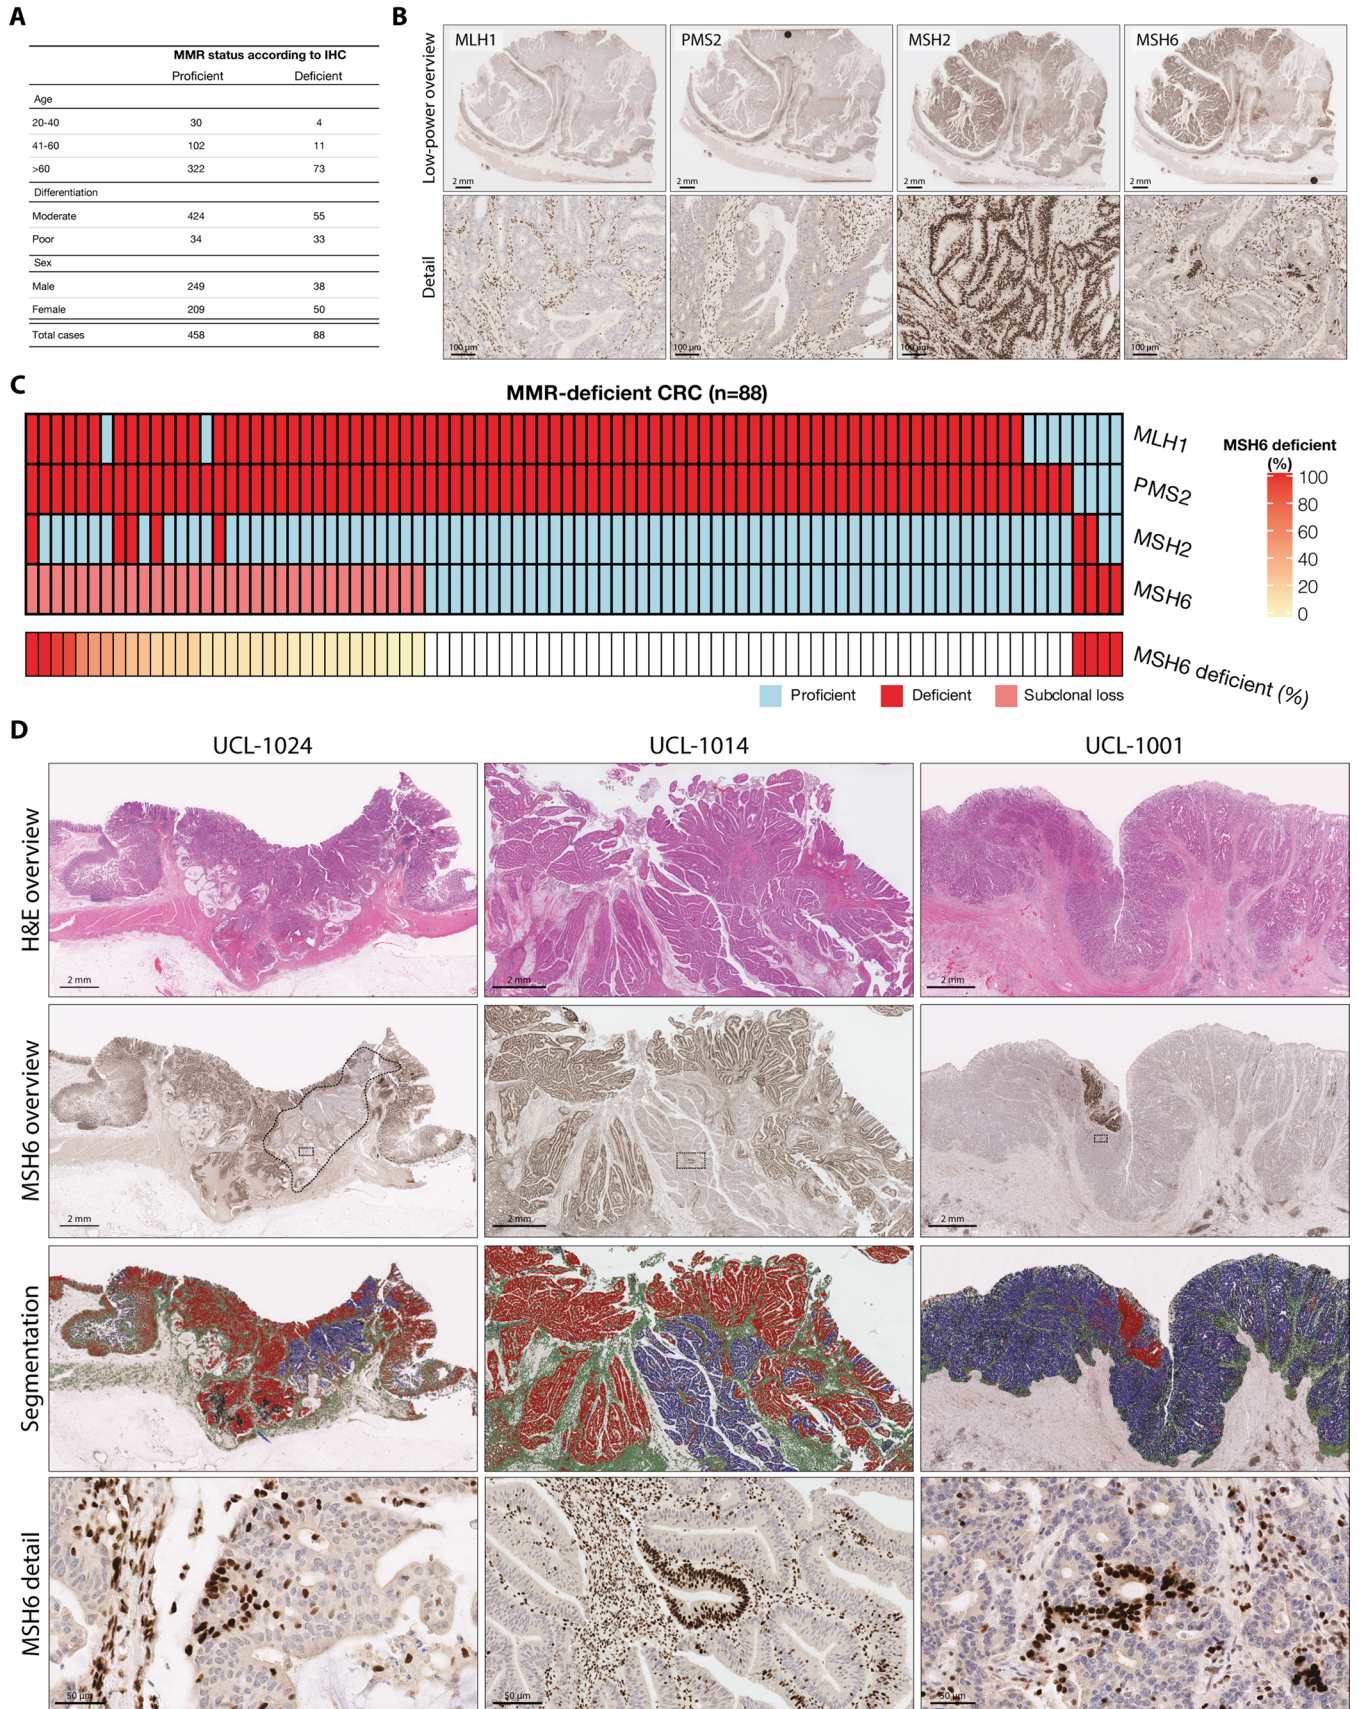 A
MMR status according to IHC
Proficient Deficient
Age
20-40 30 4
41-60 102 11
>60 322 73
Differentiation
Moderate 424 55
Poor 34 33
Sex
Male 249 38
Female 209 50
Total cases 458 88
B
Low-power overview
MLH1 PMS2 MSH2 MSH6
2 mm 2 mm 2 mm 2 mm
Detail
100 µm 100 µm 100 µm 100 µm
C
MMR-deficient CRC (n=88)
MLH1
PMS2
MSH2
MSH6
MSH6 deficient (%)
MSH6 deficient
(%)
100
80
60
40
20
0
Proficient Deficient Subclonal loss
D
UCL-1024 UCL-1014 UCL-1001
H&E overview
2 mm 2 mm 2 mm
MSH6 overview
2 mm 2 mm 2 mm
Segmentation
MSH6 detail
50 µm 50 µm 50 µm